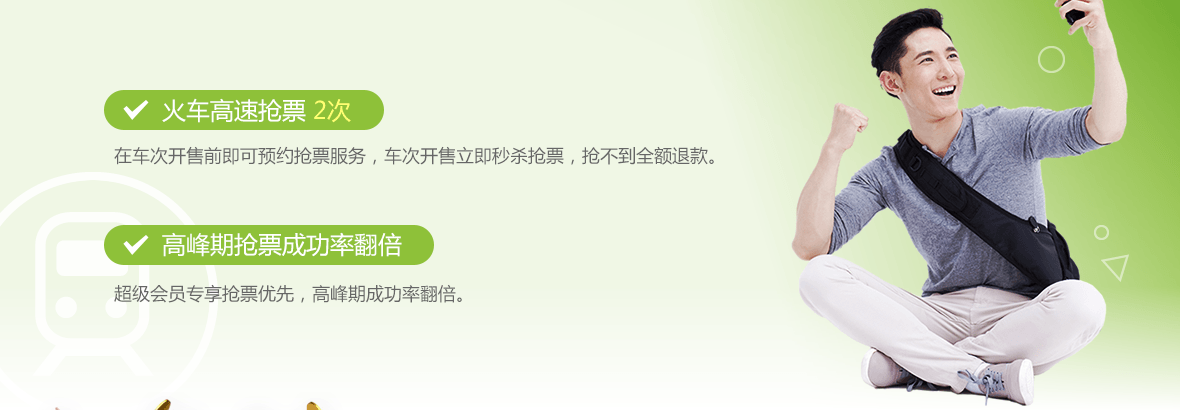 火车高速抢票 2次
在车次开售前即可预约抢票服务，车次开售立即秒杀抢票，抢不到全额退款。
高峰期抢票成功率翻倍
超级会员专享抢票优先，高峰期成功率翻倍。